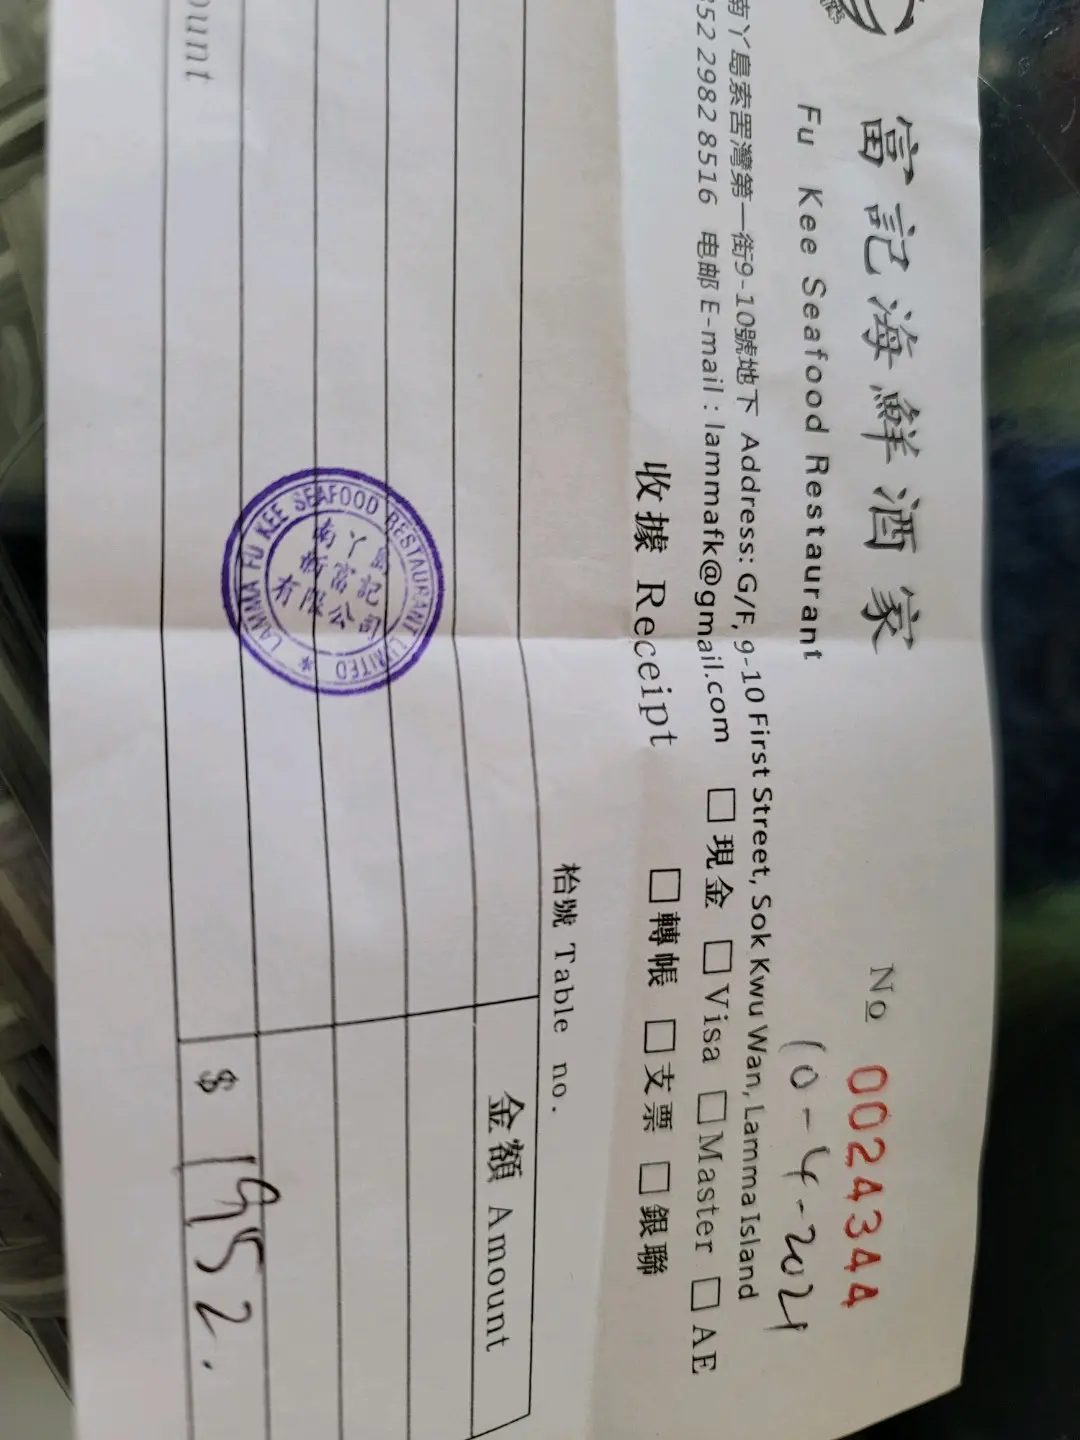 富記海鮮酒家
Fu Kee Seafood Restaurant
No 0024344
10-4-2021
南丫島索罟灣第一街9-10號地下 Address: G/F, 9-10 First Street, Sok Kwu Wan, Lamma Island
852 2982 8516 电邮 E-mail : lammafk@gmail.com
□現金 □Visa □Master □AE
收據 Receipt
□轉帳 □支票 □銀聯
枱號 Table no.
金額 Amount
LAMMA FU KEE SEAFOOD RESTAURANT LIMITED *
南丫島
新富記
有限公司
ount
$ 1952.